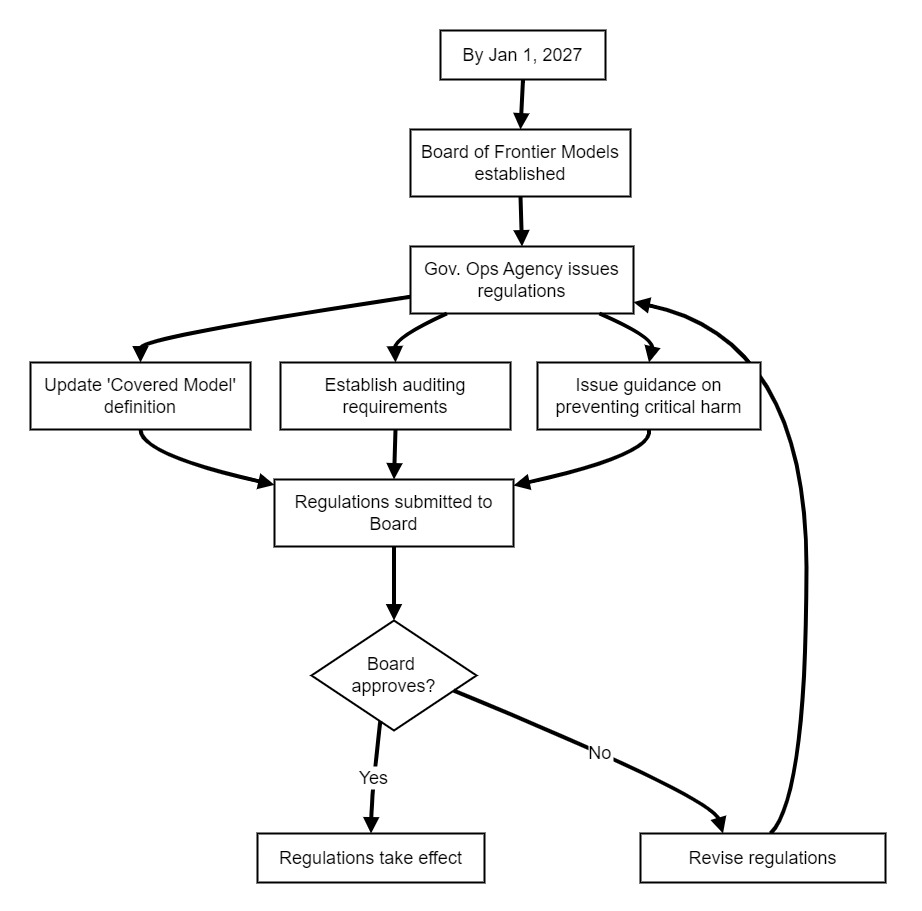 By Jan 1, 2027
Board of Frontier Models
established
Gov. Ops Agency issues
regulations
Update 'Covered Model'
definition
Establish auditing
requirements
Issue guidance on
preventing critical harm
Regulations submitted to
Board
Board
approves?
No
Yes
Regulations take effect
Revise regulations